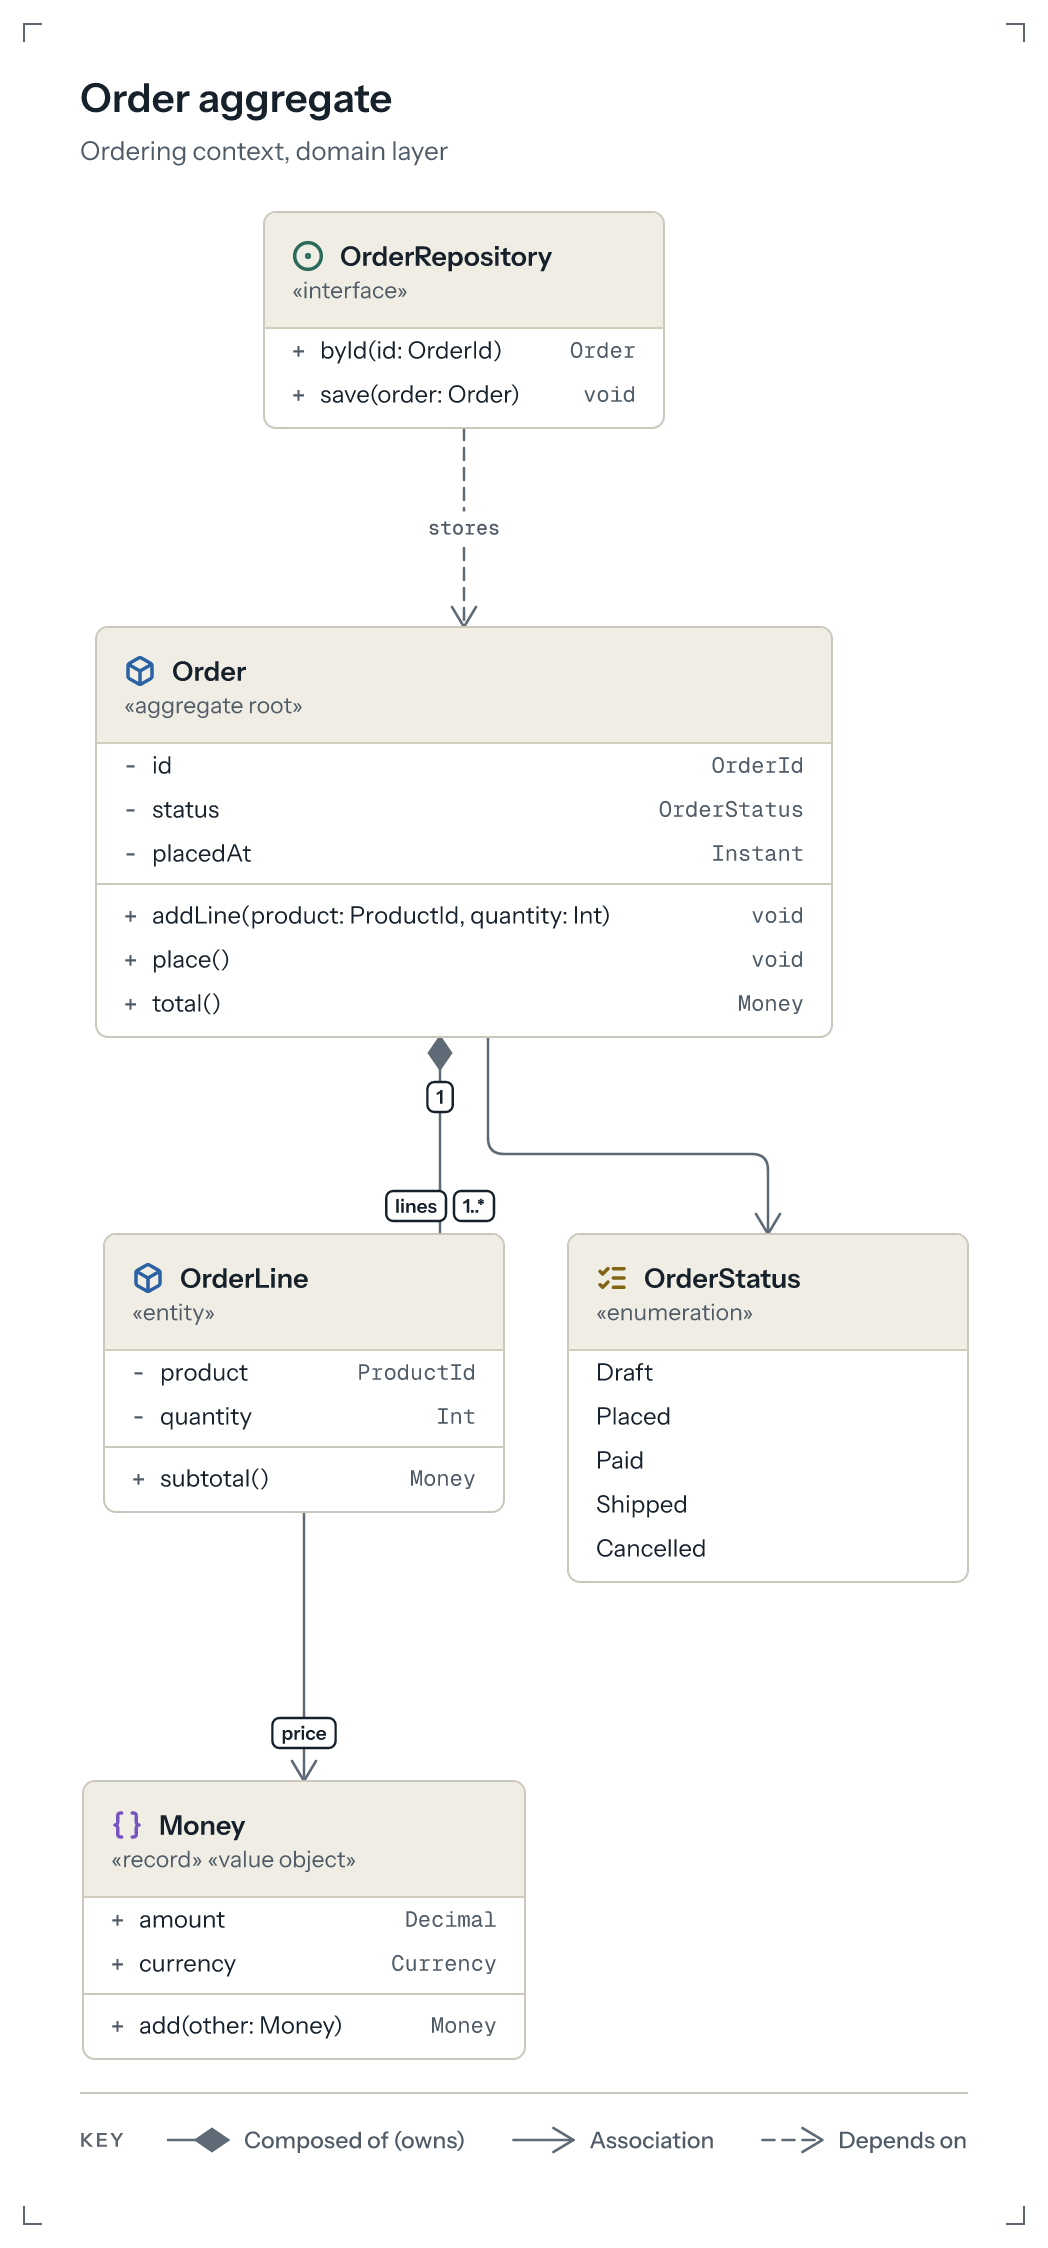 Order aggregate
Ordering context, domain layer
OrderRepository
«interface»
+ byId(id: OrderId) Order
+ save(order: Order) void
stores
Order
«aggregate root»
- id OrderId
- status OrderStatus
- placedAt Instant
+ addLine(product: ProductId, quantity: Int) void
+ place() void
+ total() Money
1
lines 1..*
OrderLine
«entity»
- product ProductId
- quantity Int
+ subtotal() Money
OrderStatus
«enumeration»
Draft
Placed
Paid
Shipped
Cancelled
price
Money
«record» «value object»
+ amount Decimal
+ currency Currency
+ add(other: Money) Money
KEY Composed of (owns) Association Depends on